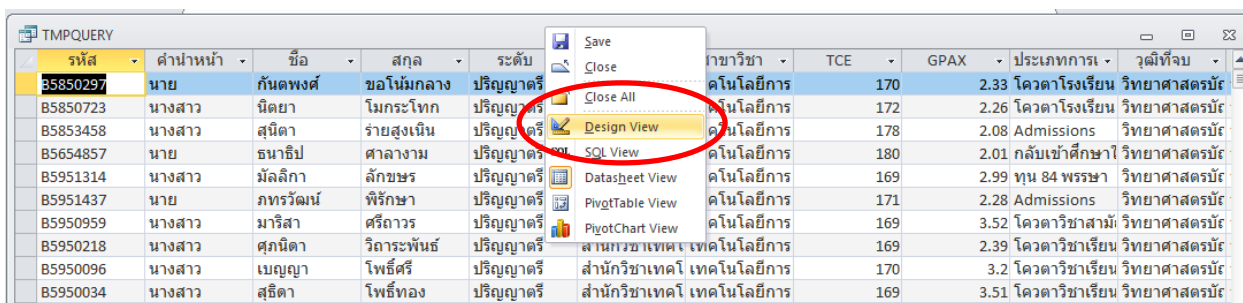 TMPQUERY
รหัส คำนำหน้า ชื่อ สกุล ระดับ สาขาวิชา TCE GPAX ประเภทการเ วุฒิที่จบ
B5850297 นาย กันตพงศ์ ขอโน้มกลาง ปริญญาตรี คโนโลยีการ 170 2.33 โควตาโรงเรียน วิทยาศาสตรบัณ
B5850723 นางสาว นิตยา โมกระโทก ปริญญาตรี คโนโลยีการ 172 2.26 โควตาโรงเรียน วิทยาศาสตรบัณ
B5853458 นางสาว สุนิตา ร่ายสูงเนิน ปริญญาตรี คโนโลยีการ 178 2.08 Admissions วิทยาศาสตรบัณ
B5654857 นาย ธนาธิป ศาลางาม ปริญญาตรี คโนโลยีการ 180 2.01 กลับเข้าศึกษาใ วิทยาศาสตรบัณ
B5951314 นางสาว มัลลิกา ลักขษร ปริญญาตรี คโนโลยีการ 169 2.99 ทุน 84 พรรษา วิทยาศาสตรบัณ
B5951437 นาย ภทรวัฒน์ พิรักษา ปริญญาตรี คโนโลยีการ 171 2.28 Admissions วิทยาศาสตรบัณ
B5950959 นางสาว มาริสา ศรีถาวร ปริญญาตรี คโนโลยีการ 169 3.52 โควตาวิชาสามั วิทยาศาสตรบัณ
B5950218 นางสาว ศุภนิดา วิถาระพันธ์ ปริญญาตรี สำนักวิชาเทคโ เทคโนโลยีการ 169 2.39 โควตาวิชาเรียน วิทยาศาสตรบัณ
B5950096 นางสาว เบญญา โพธิ์ศรี ปริญญาตรี สำนักวิชาเทคโ เทคโนโลยีการ 170 3.2 โควตาวิชาเรียน วิทยาศาสตรบัณ
B5950034 นางสาว สุธิดา โพธิ์ทอง ปริญญาตรี สำนักวิชาเทคโ เทคโนโลยีการ 169 3.51 โควตาวิชาเรียน วิทยาศาสตรบัณ
Save
Close
Close All
Design View
SQL SQL View
Datasheet View
PivotTable View
PivotChart View